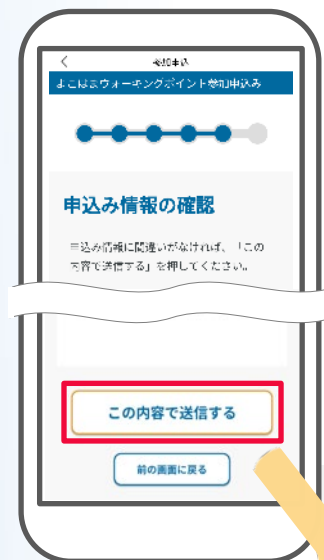 参加申込
よこはまウォーキングポイント参加申込み
申込み情報の確認
申込み情報に間違いがなければ、「この
内容で送信する」を押してください。
この内容で送信する
前の画面に戻る